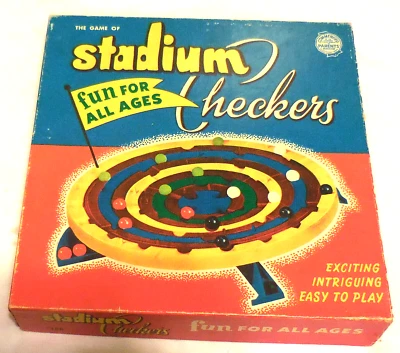 THE GAME OF
stadium
Checkers
fun FOR
ALL AGES
EXCITING
INTRIGUING
EASY TO PLAY
stadium Checkers fun FOR ALL AGES